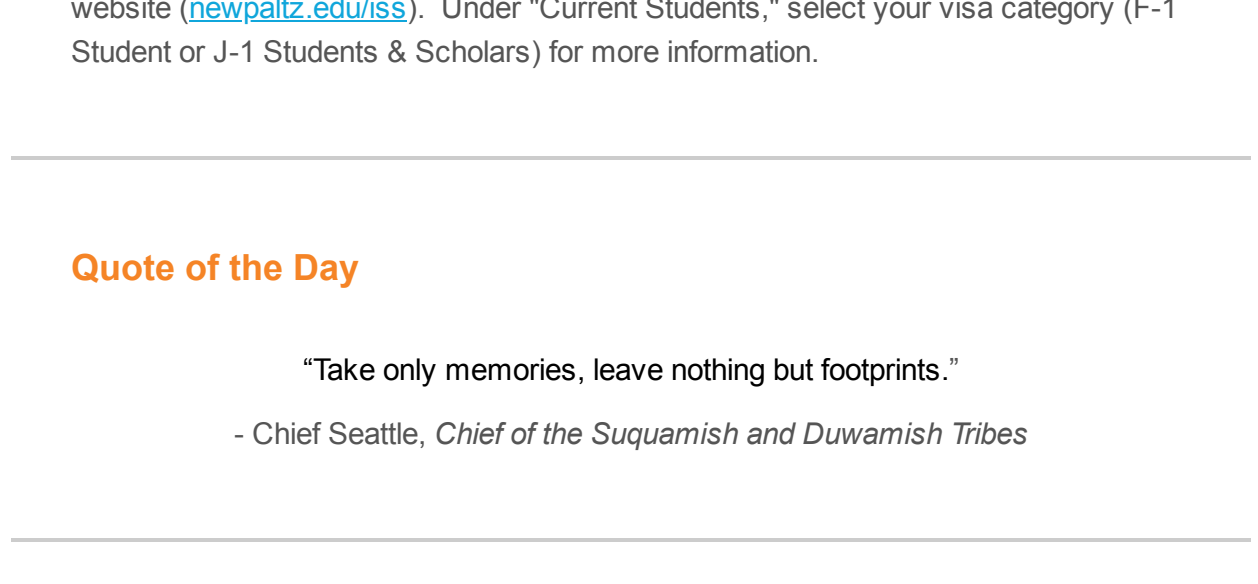 website (newpaltz.edu/iss).  Under "Current Students," select your visa category (F-1
Student or J-1 Students & Scholars) for more information.
Quote of the Day
“Take only memories, leave nothing but footprints.”
- Chief Seattle, Chief of the Suquamish and Duwamish Tribes